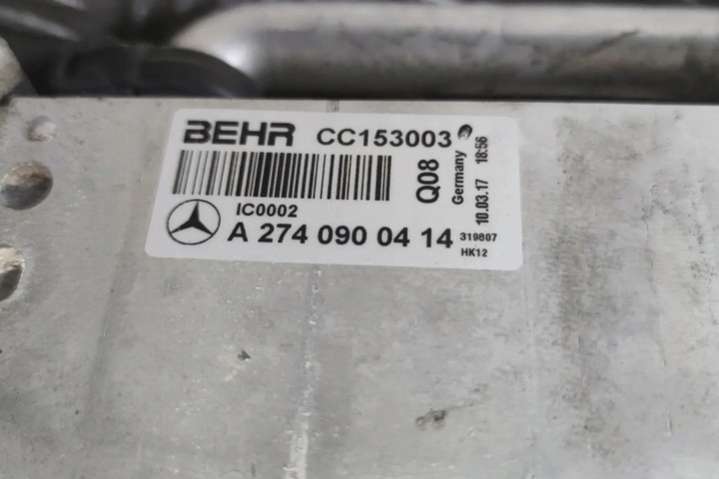 BEHR CC153003
IC0002
A 274 090 04 14
319807
HK12
Q08
Germany
10.03.17 18:56